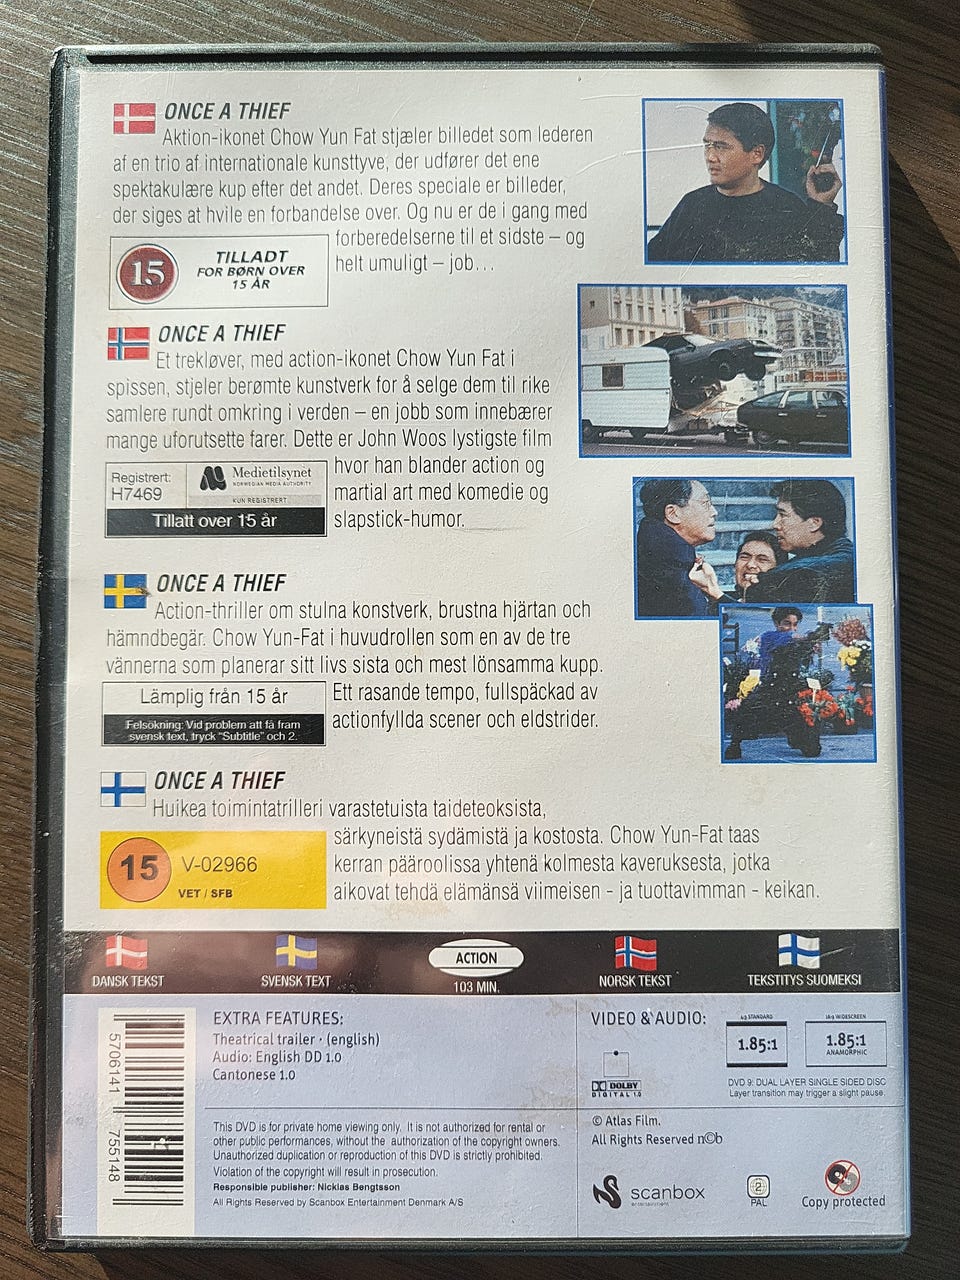 ONCE A THIEF
Aktion-ikonet Chow Yun Fat stjæler billedet som lederen
af en trio af internationale kunsttyve, der udfører det ene
spektakulære kup efter det andet. Deres speciale er billeder,
der siges at hvile en forbandelse over. Og nu er de i gang med
forberedelserne til et sidste – og
helt umuligt – job...
15
TILLADT
FOR BØRN OVER
15 ÅR
ONCE A THIEF
Et trekløver, med action-ikonet Chow Yun Fat i
spissen, stjeler berømte kunstverk for å selge dem til rike
samlere rundt omkring i verden – en jobb som innebærer
mange uforutsette farer. Dette er John Woos lystigste film
hvor han blander action og
martial art med komedie og
slapstick-humor.
Registrert:
H7469
Medietilsynet
NORWEGIAN MEDIA AUTHORITY
KUN REGISTRERT
Tillatt over 15 år
ONCE A THIEF
Action-thriller om stulna konstverk, brustna hjärtan och
hämndbegär. Chow Yun-Fat i huvudrollen som en av de tre
vännerna som planerar sitt livs sista och mest lönsamma kupp.
Ett rasande tempo, fullspäckad av
actionfyllda scener och eldstrider.
Lämplig från 15 år
Felsökning: Vid problem att få fram
svensk text, tryck "Subtitle" och 2.
ONCE A THIEF
Huikea toimintatrilleri varastetuista taideteoksista,
särkyneistä sydämistä ja kostosta. Chow Yun-Fat taas
kerran pääroolissa yhtenä kolmesta kaveruksesta, jotka
aikovat tehdä elämänsä viimeisen - ja tuottavimman - keikan.
15
V-02966
VET / SFB
DANSK TEKST
SVENSK TEXT
ACTION
103 MIN.
NORSK TEKST
TEKSTITYS SUOMEKSI
5706141 755148
EXTRA FEATURES:
Theatrical trailer · (english)
Audio: English DD 1.0
Cantonese 1.0
VIDEO & AUDIO:
DOLBY
DIGITAL 1.0
4:3 STANDARD
1.85:1
16:9 WIDESCREEN
1.85:1
ANAMORPHIC
DVD 9: DUAL LAYER SINGLE SIDED DISC
Layer transition may trigger a slight pause.
This DVD is for private home viewing only. It is not authorized for rental or
other public performances, without the authorization of the copyright owners.
Unauthorized duplication or reproduction of this DVD is strictly prohibited.
Violation of the copyright will result in prosecution.
Responsible publisher: Nicklas Bengtsson
All Rights Reserved by Scanbox Entertainment Denmark A/S
© Atlas Film.
All Rights Reserved n©b
scanbox
entertainment
2
PAL
Copy protected